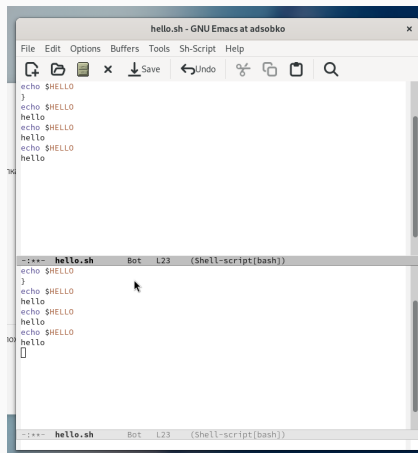 hello.sh - GNU Emacs at adsobko ×
File Edit Options Buffers Tools Sh-Script Help
Save Undo
echo $HELLO
}
echo $HELLO
hello
echo $HELLO
hello
echo $HELLO
hello
-:**- hello.sh Bot L23 (Shell-script[bash])
echo $HELLO
}
echo $HELLO
hello
echo $HELLO
hello
echo $HELLO
hello
-:**- hello.sh Bot L23 (Shell-script[bash])